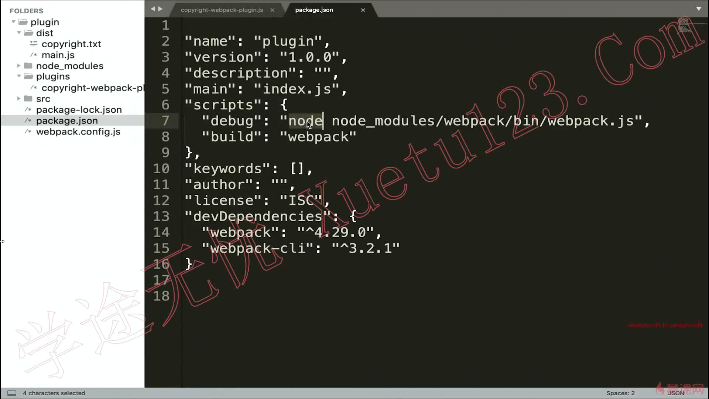 FOLDERS
plugin
dist
copyright.txt
main.js
node_modules
plugins
copyright-webpack-pl
src
package-lock.json
package.json
webpack.config.js
copyright-webpack-plugin.js ×
package.json ×
1
2 "name": "plugin",
3 "version": "1.0.0",
4 "description": "",
5 "main": "index.js",
6 "scripts": {
7 "debug": "node node_modules/webpack/bin/webpack.js",
8 "build": "webpack"
9 },
10 "keywords": [],
11 "author": "",
12 "license": "ISC",
13 "devDependencies": {
14 "webpack": "^4.29.0",
15 "webpack-cli": "^3.2.1"
16 }
17
18
学途无忧 Xuetu123.Com
4 characters selected
Spaces: 2
JSON